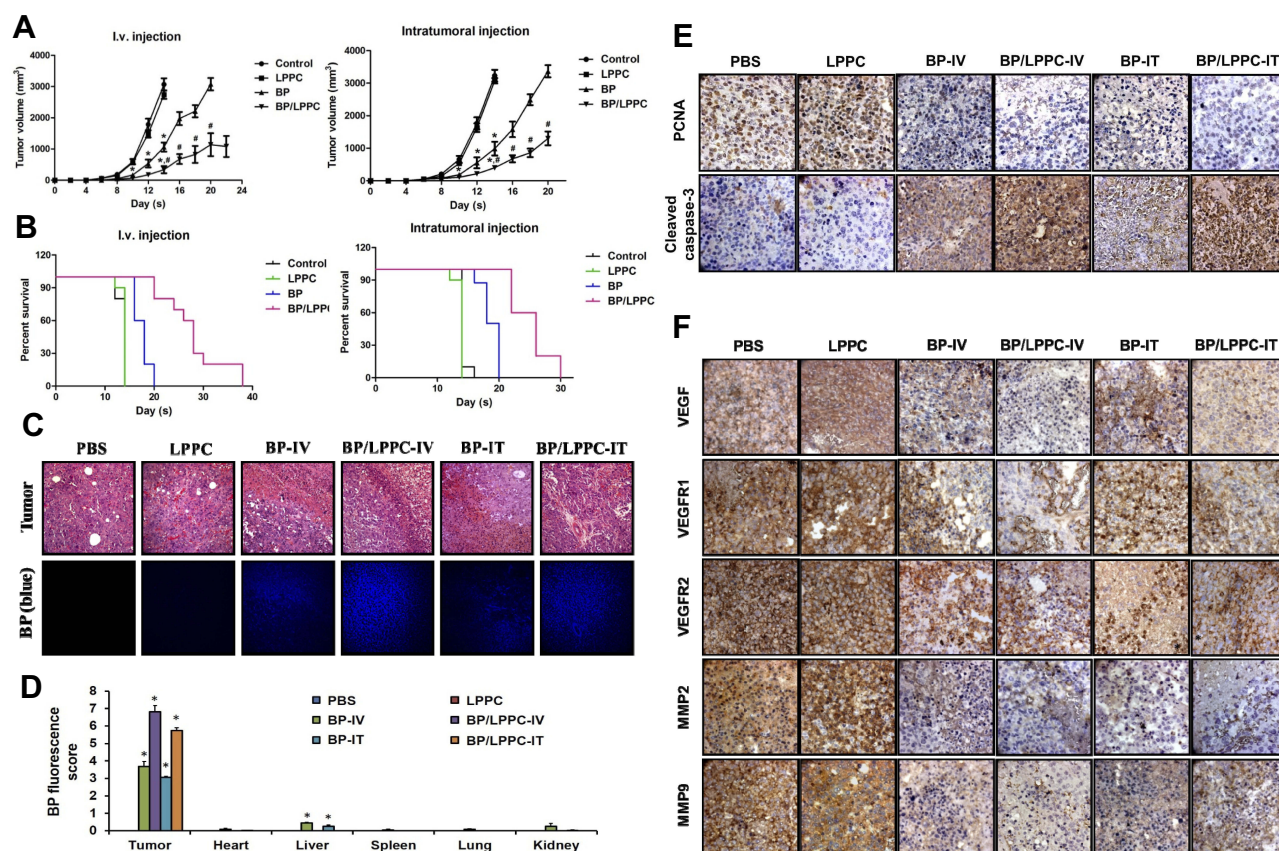 A
I.v. injection
Tumor volume (mm³)
4000
3000
2000
1000
0
0 4 8 12 16 20 24
Day (s)
* * * *,# # # #
Control
LPPC
BP
BP/LPPC
Intratumoral injection
Tumor volume (mm³)
4000
3000
2000
1000
0
0 4 8 12 16 20
Day (s)
* * * *,# # # #
Control
LPPC
BP
BP/LPPC
B
I.v. injection
Percent survival
120
90
60
30
0
0 10 20 30 40
Day (s)
Control
LPPC
BP
BP/LPP
Intratumoral injection
Percent survival
120
90
60
30
0
0 10 20 30
Day (s)
Control
LPPC
BP
BP/LPPC
C
PBS LPPC BP-IV BP/LPPC-IV BP-IT BP/LPPC-IT
Tumor
BP (blue)
D
BP fluorescence
score
8
7
6
5
4
3
2
1
0
* * * *
* *
PBS LPPC
BP-IV BP/LPPC-IV
BP-IT BP/LPPC-IT
Tumor Heart Liver Spleen Lung Kidney
E
PBS LPPC BP-IV BP/LPPC-IV BP-IT BP/LPPC-IT
PCNA
Cleaved
caspase-3
F
PBS LPPC BP-IV BP/LPPC-IV BP-IT BP/LPPC-IT
VEGF
VEGFR1
VEGFR2
MMP2
MMP9